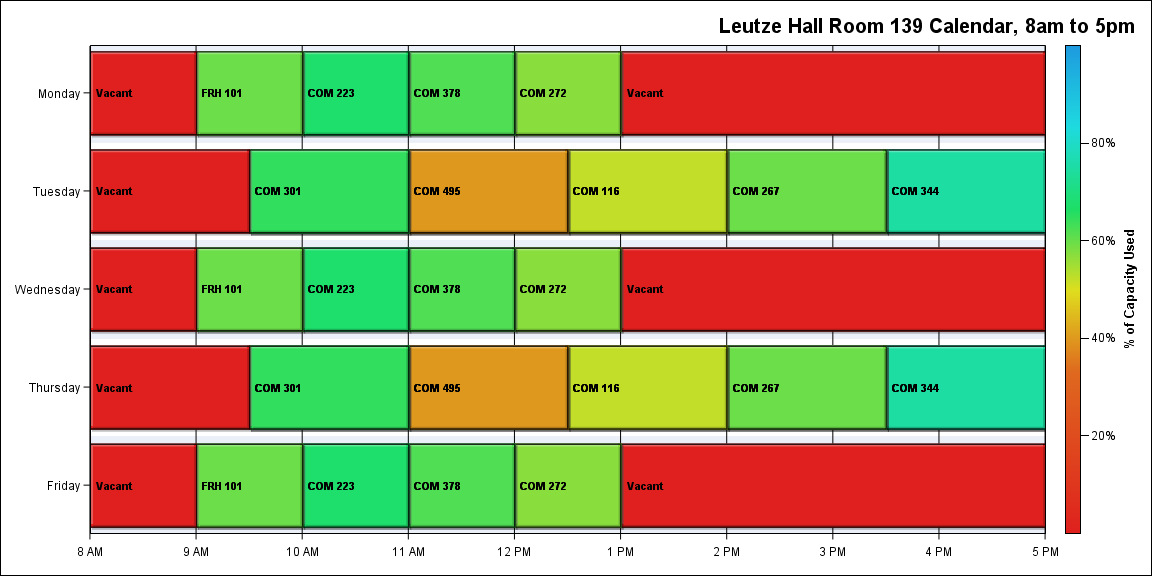 Leutze Hall Room 139 Calendar, 8am to 5pm
Monday
Vacant
FRH 101
COM 223
COM 378
COM 272
Vacant
Tuesday
Vacant
COM 301
COM 495
COM 116
COM 267
COM 344
Wednesday
Vacant
FRH 101
COM 223
COM 378
COM 272
Vacant
Thursday
Vacant
COM 301
COM 495
COM 116
COM 267
COM 344
Friday
Vacant
FRH 101
COM 223
COM 378
COM 272
Vacant
8 AM
9 AM
10 AM
11 AM
12 PM
1 PM
2 PM
3 PM
4 PM
5 PM
80%
60%
40%
20%
% of Capacity Used